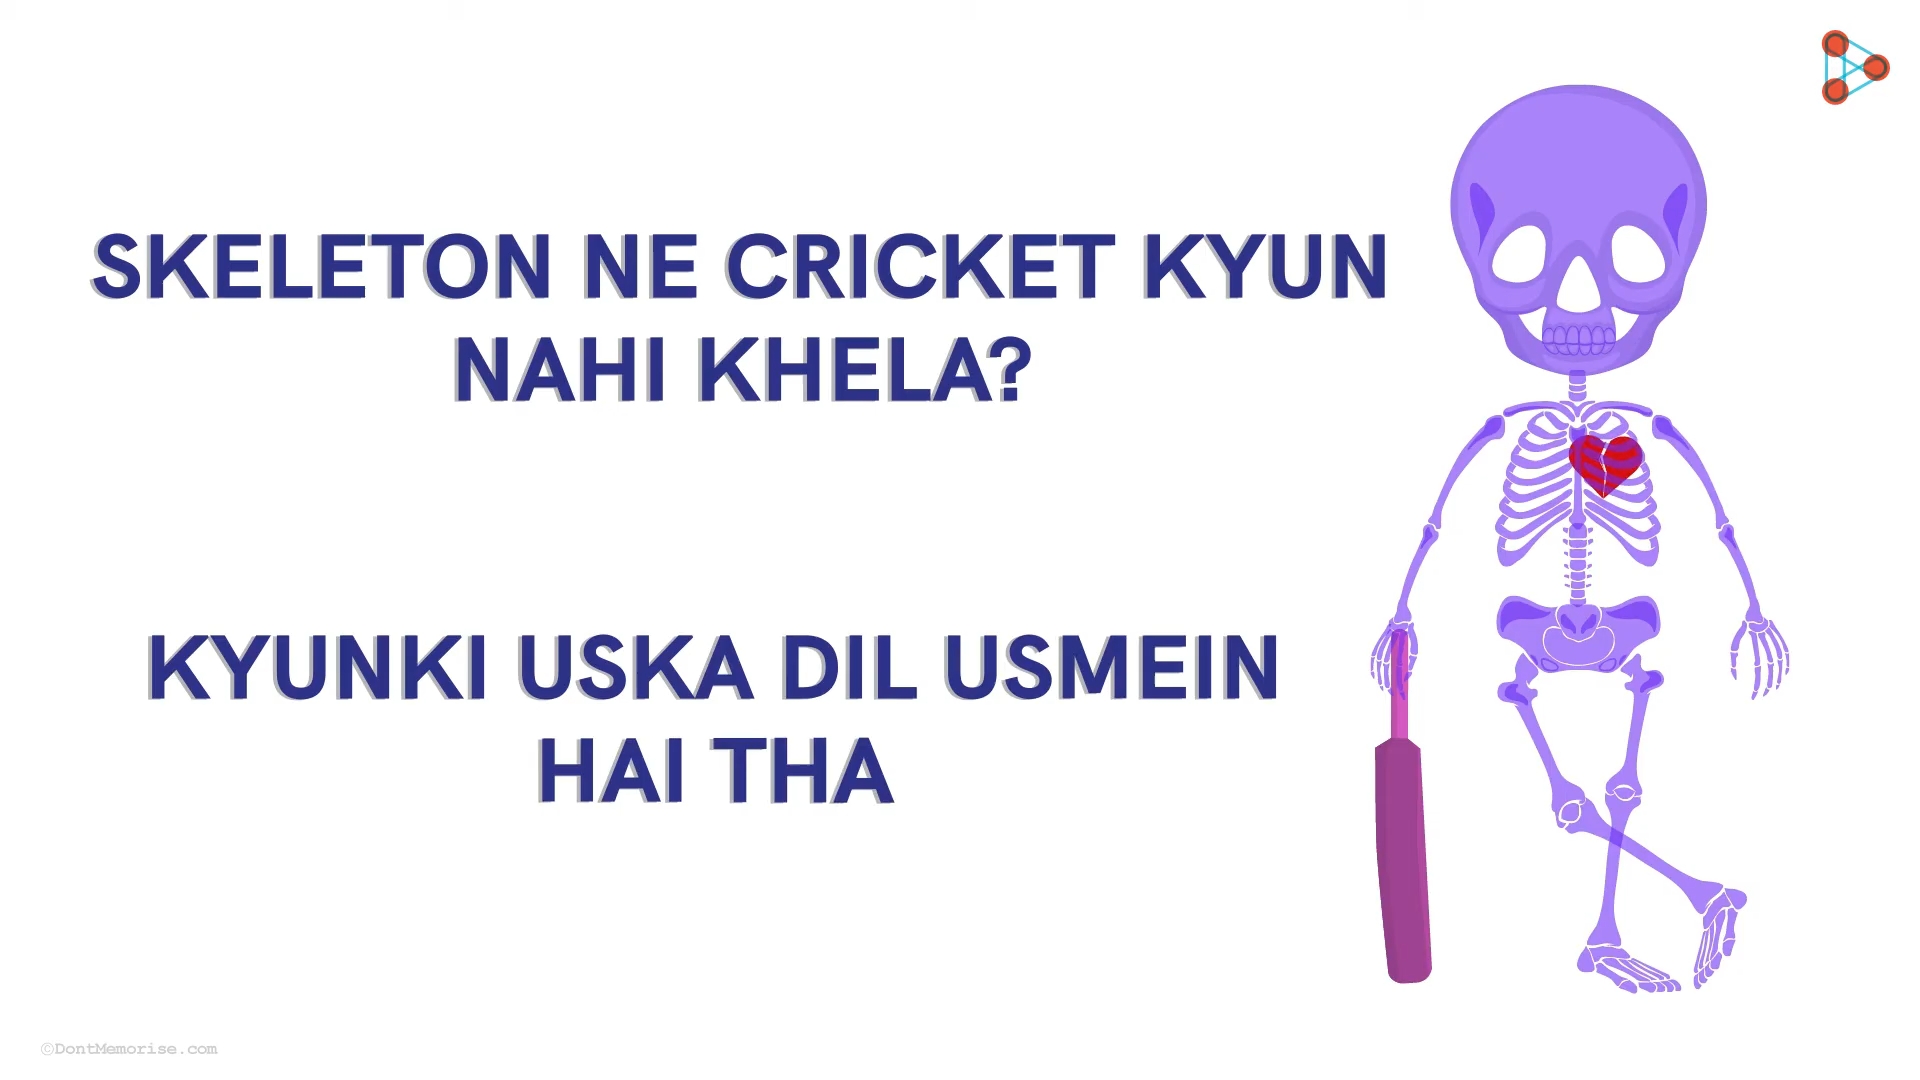 SKELETON NE CRICKET KYUN
NAHI KHELA?
KYUNKI USKA DIL USMEIN
HAI THA
©DontMemorise.com